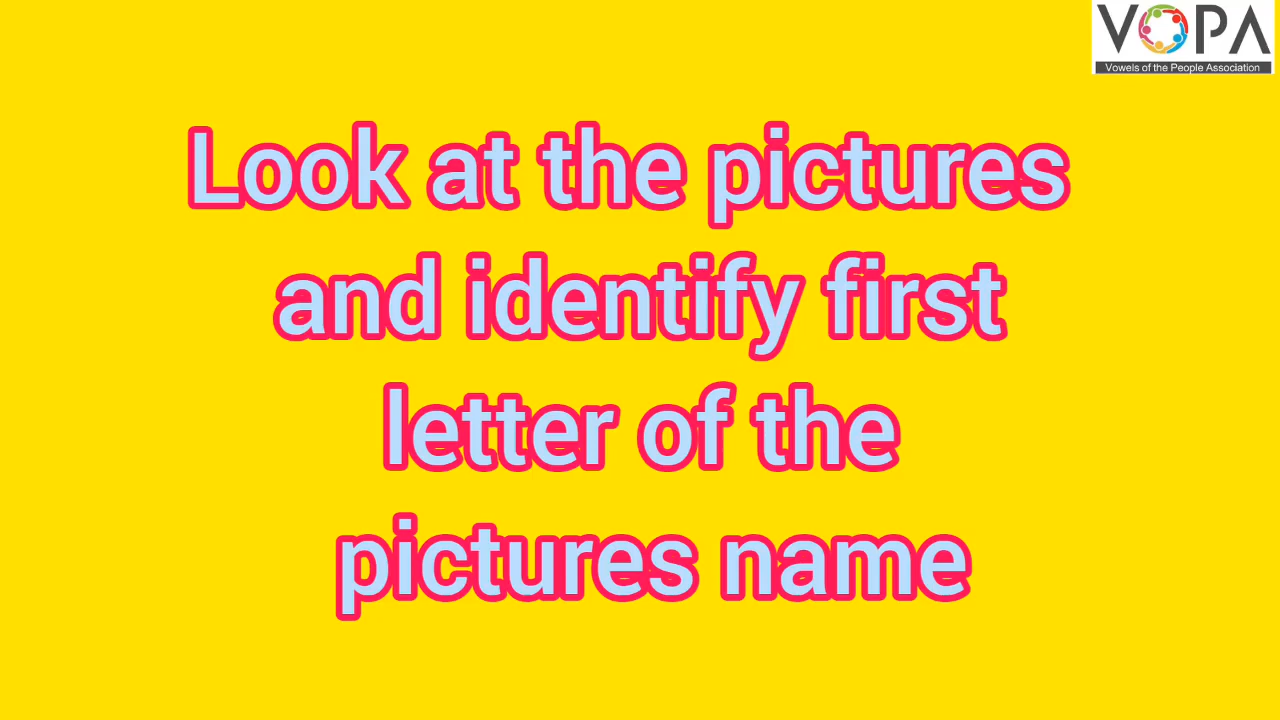 VOPA
Vowels of the People Association
Look at the pictures
and identify first
letter of the
pictures name